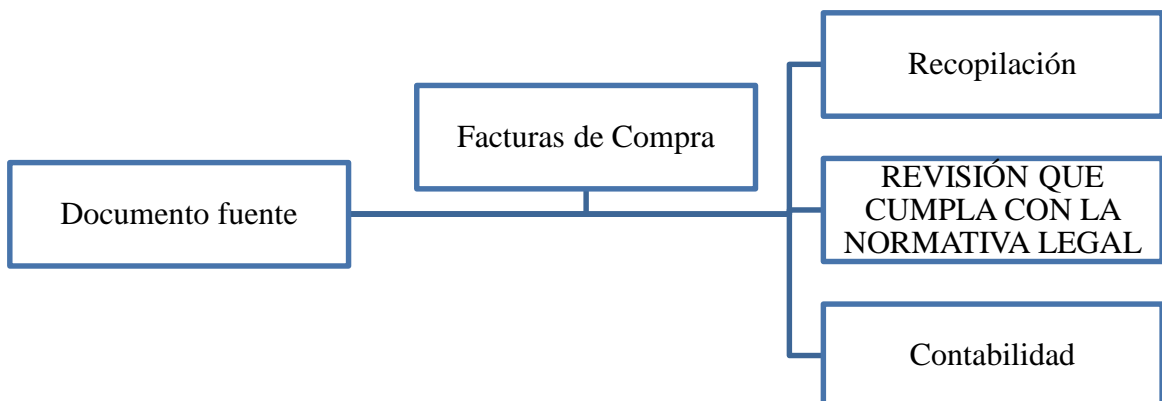 Documento fuente
Facturas de Compra
Recopilación
REVISIÓN QUE
CUMPLA CON LA
NORMATIVA LEGAL
Contabilidad